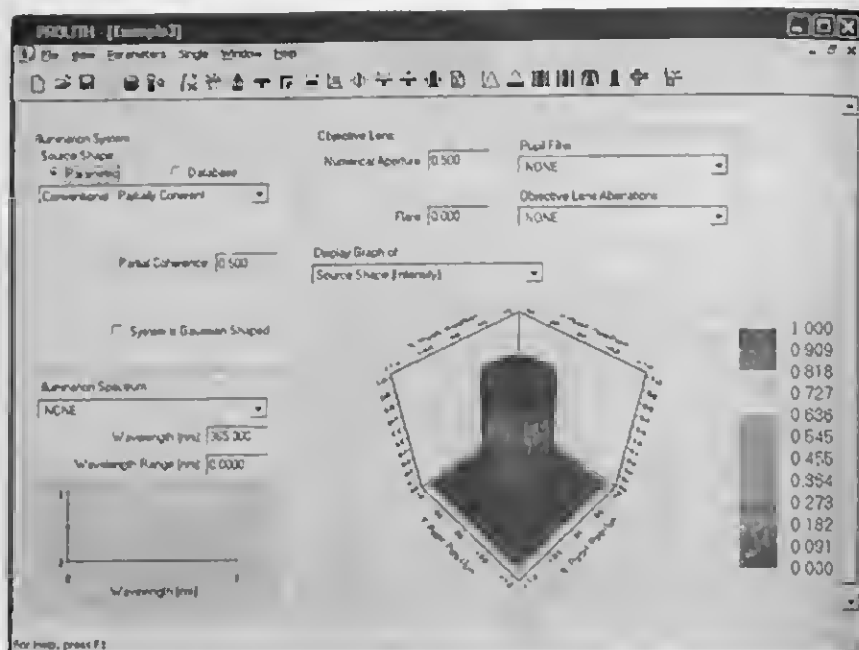 PROLITH - [Example3]
File View Parameters Single Window Help
Illumination System
Source Shape
Parametric Database
Conventional Partially Coherent
Partial Coherence 0.500
System is Gaussian Shaped
Illumination Spectrum
NONE
Wavelength (nm) 365.000
Wavelength Range (nm) 0.0000
Wavelength (nm)
Objective Lens
Numerical Aperture 0.500
Flare 0.000
Pupil Filter
NONE
Objective Lens Aberrations
NONE
Display Graph of
Source Shape (Intensity)
Y Pupil Position
X Pupil Position
1.000
0.909
0.818
0.727
0.636
0.545
0.455
0.364
0.273
0.182
0.091
0.000
For Help, press F1